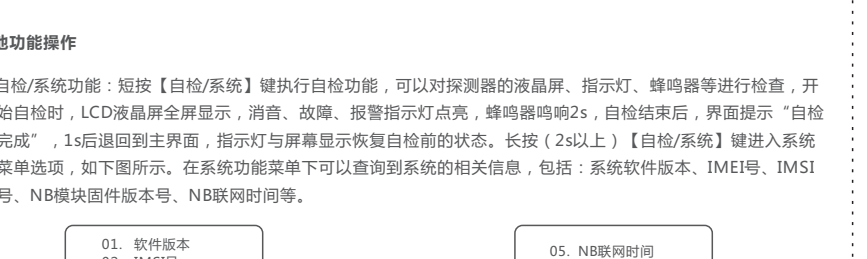 他功能操作
自检/系统功能：短按【自检/系统】键执行自检功能，可以对探测器的液晶屏、指示灯、蜂鸣器等进行检查，开
始自检时，LCD液晶屏全屏显示，消音、故障、报警指示灯点亮，蜂鸣器鸣响2s，自检结束后，界面提示“自检
完成”，1s后退回到主界面，指示灯与屏幕显示恢复自检前的状态。长按（2s以上）【自检/系统】键进入系统
菜单选项，如下图所示。在系统功能菜单下可以查询到系统的相关信息，包括：系统软件版本、IMEI号、IMSI
号、NB模块固件版本号、NB联网时间等。
01. 软件版本
05. NB联网时间